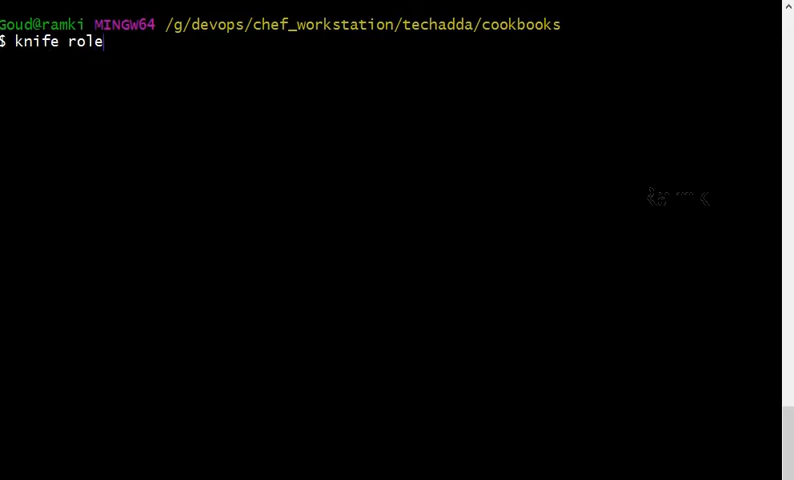 Goud@ramki MINGW64 /g/devops/chef_workstation/techadda/cookbooks
$ knife role